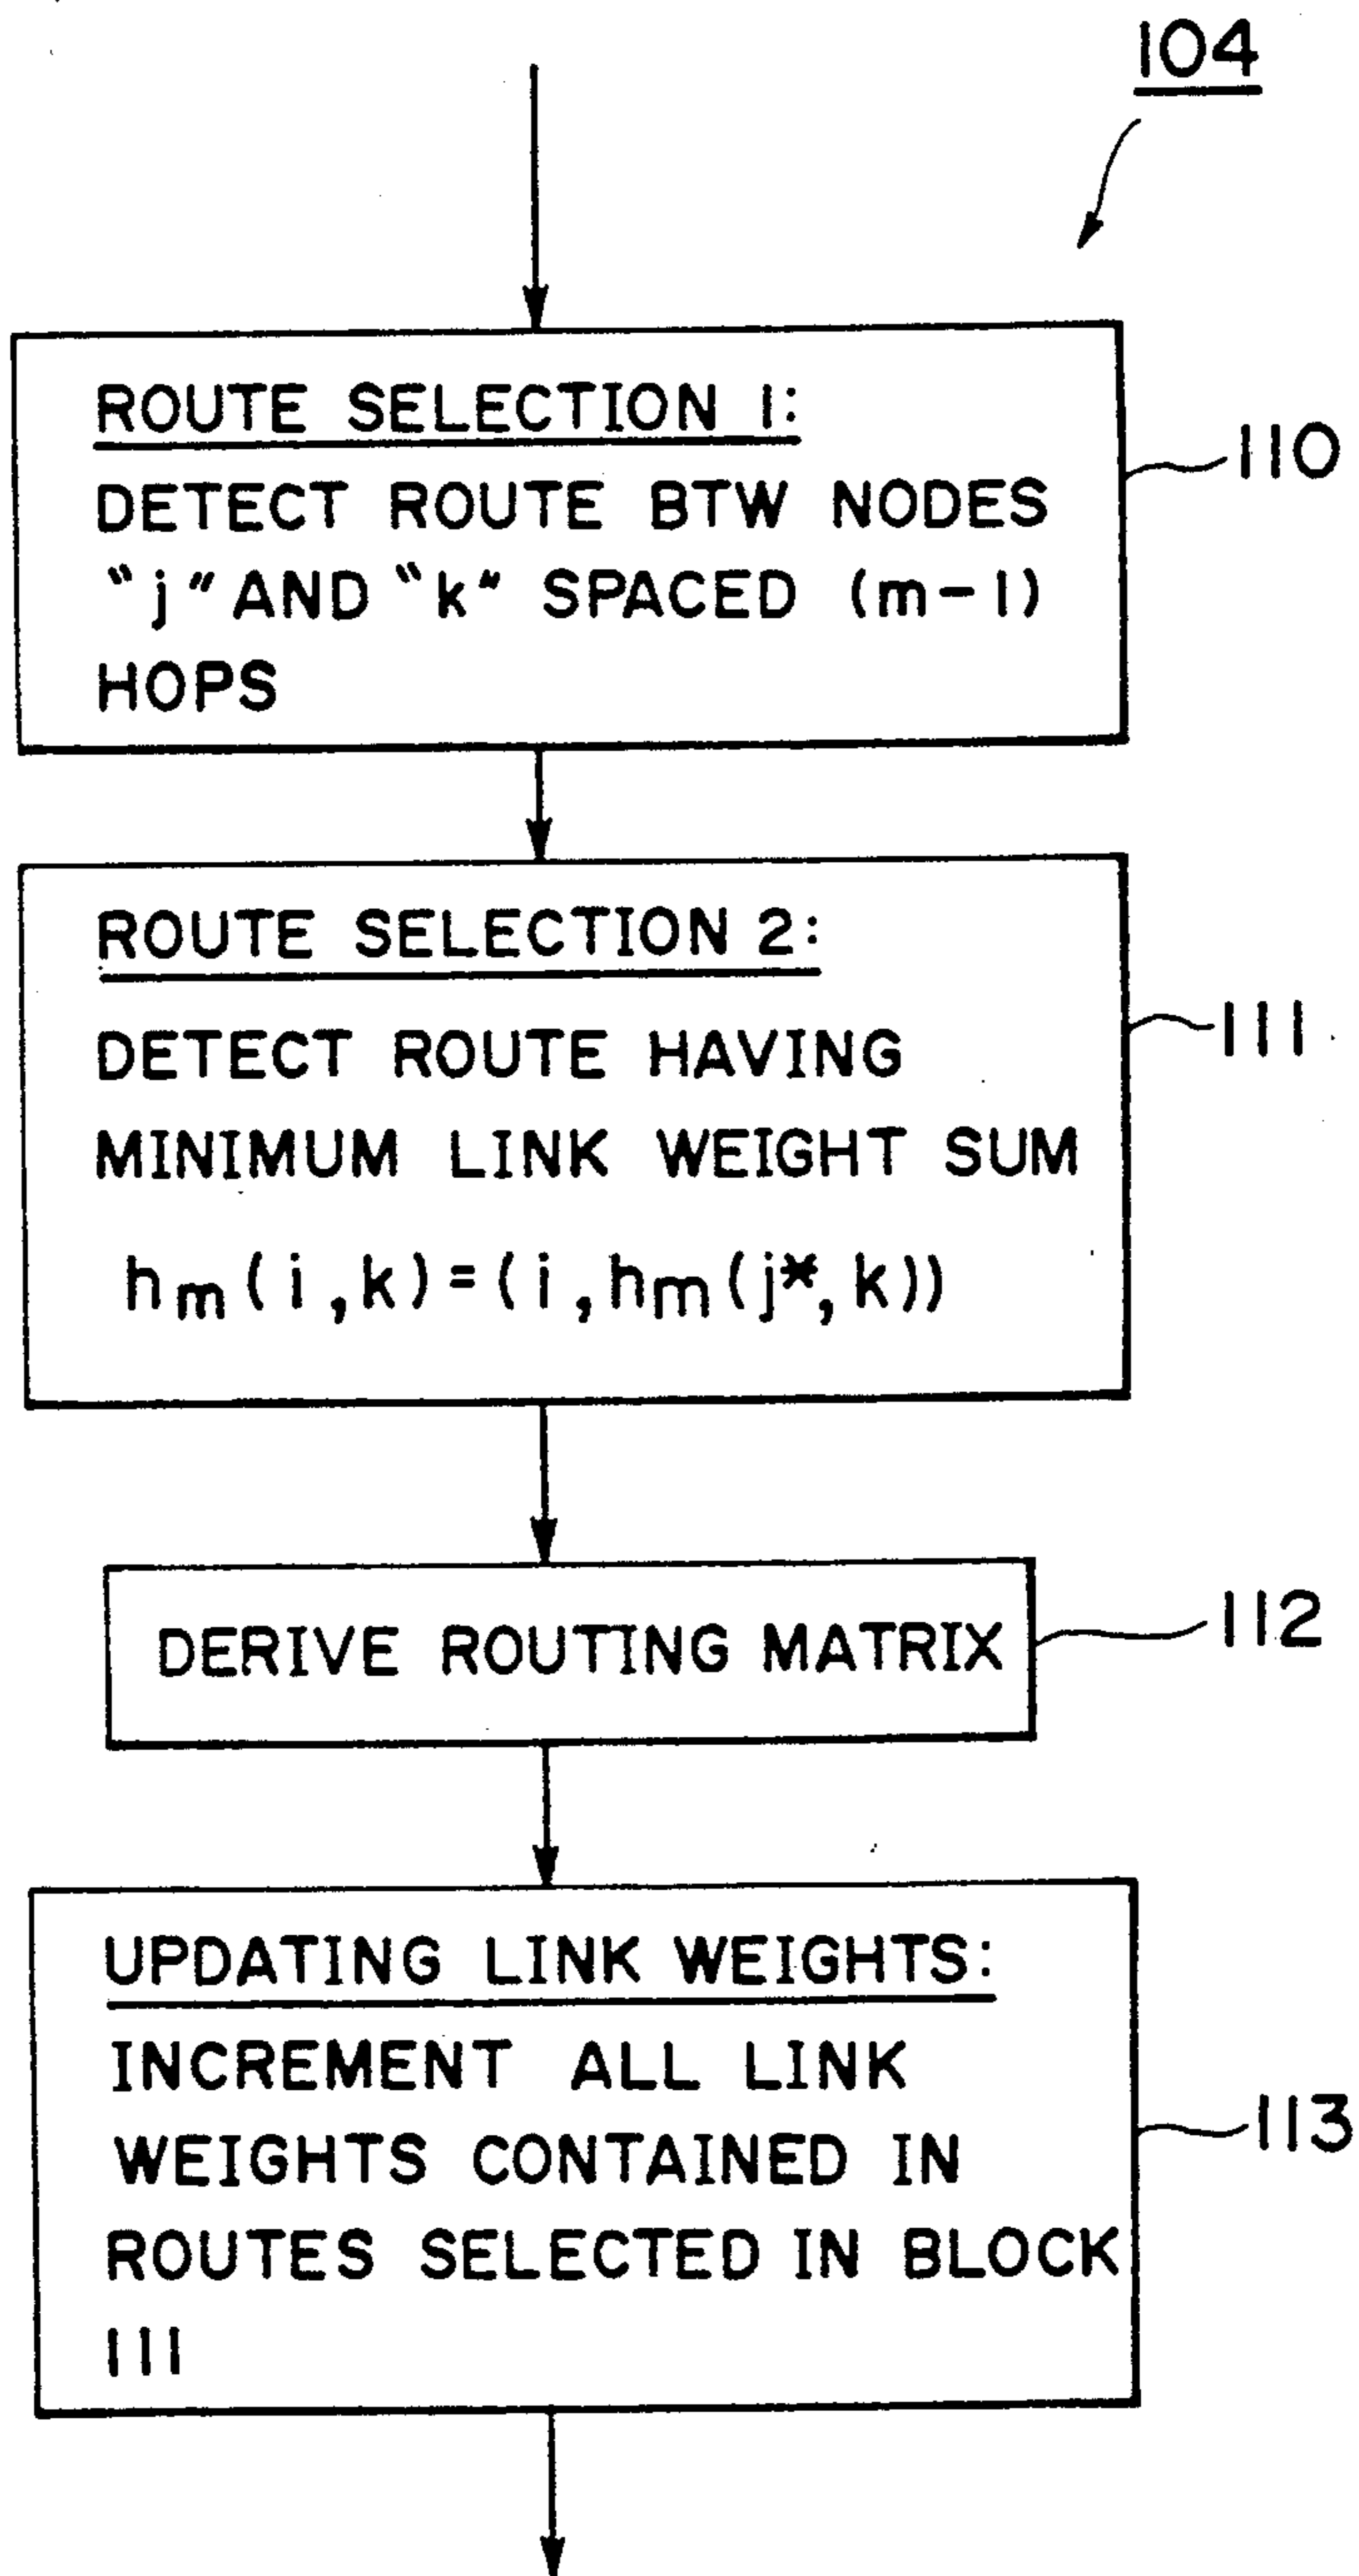 104
ROUTE SELECTION 1:
DETECT ROUTE BTW NODES
"j" AND "k" SPACED (m-1)
HOPS
110
ROUTE SELECTION 2:
DETECT ROUTE HAVING
MINIMUM LINK WEIGHT SUM
hm(i,k)=(i,hm(j*,k))
111
DERIVE ROUTING MATRIX
112
UPDATING LINK WEIGHTS:
INCREMENT ALL LINK
WEIGHTS CONTAINED IN
ROUTES SELECTED IN BLOCK
111
113